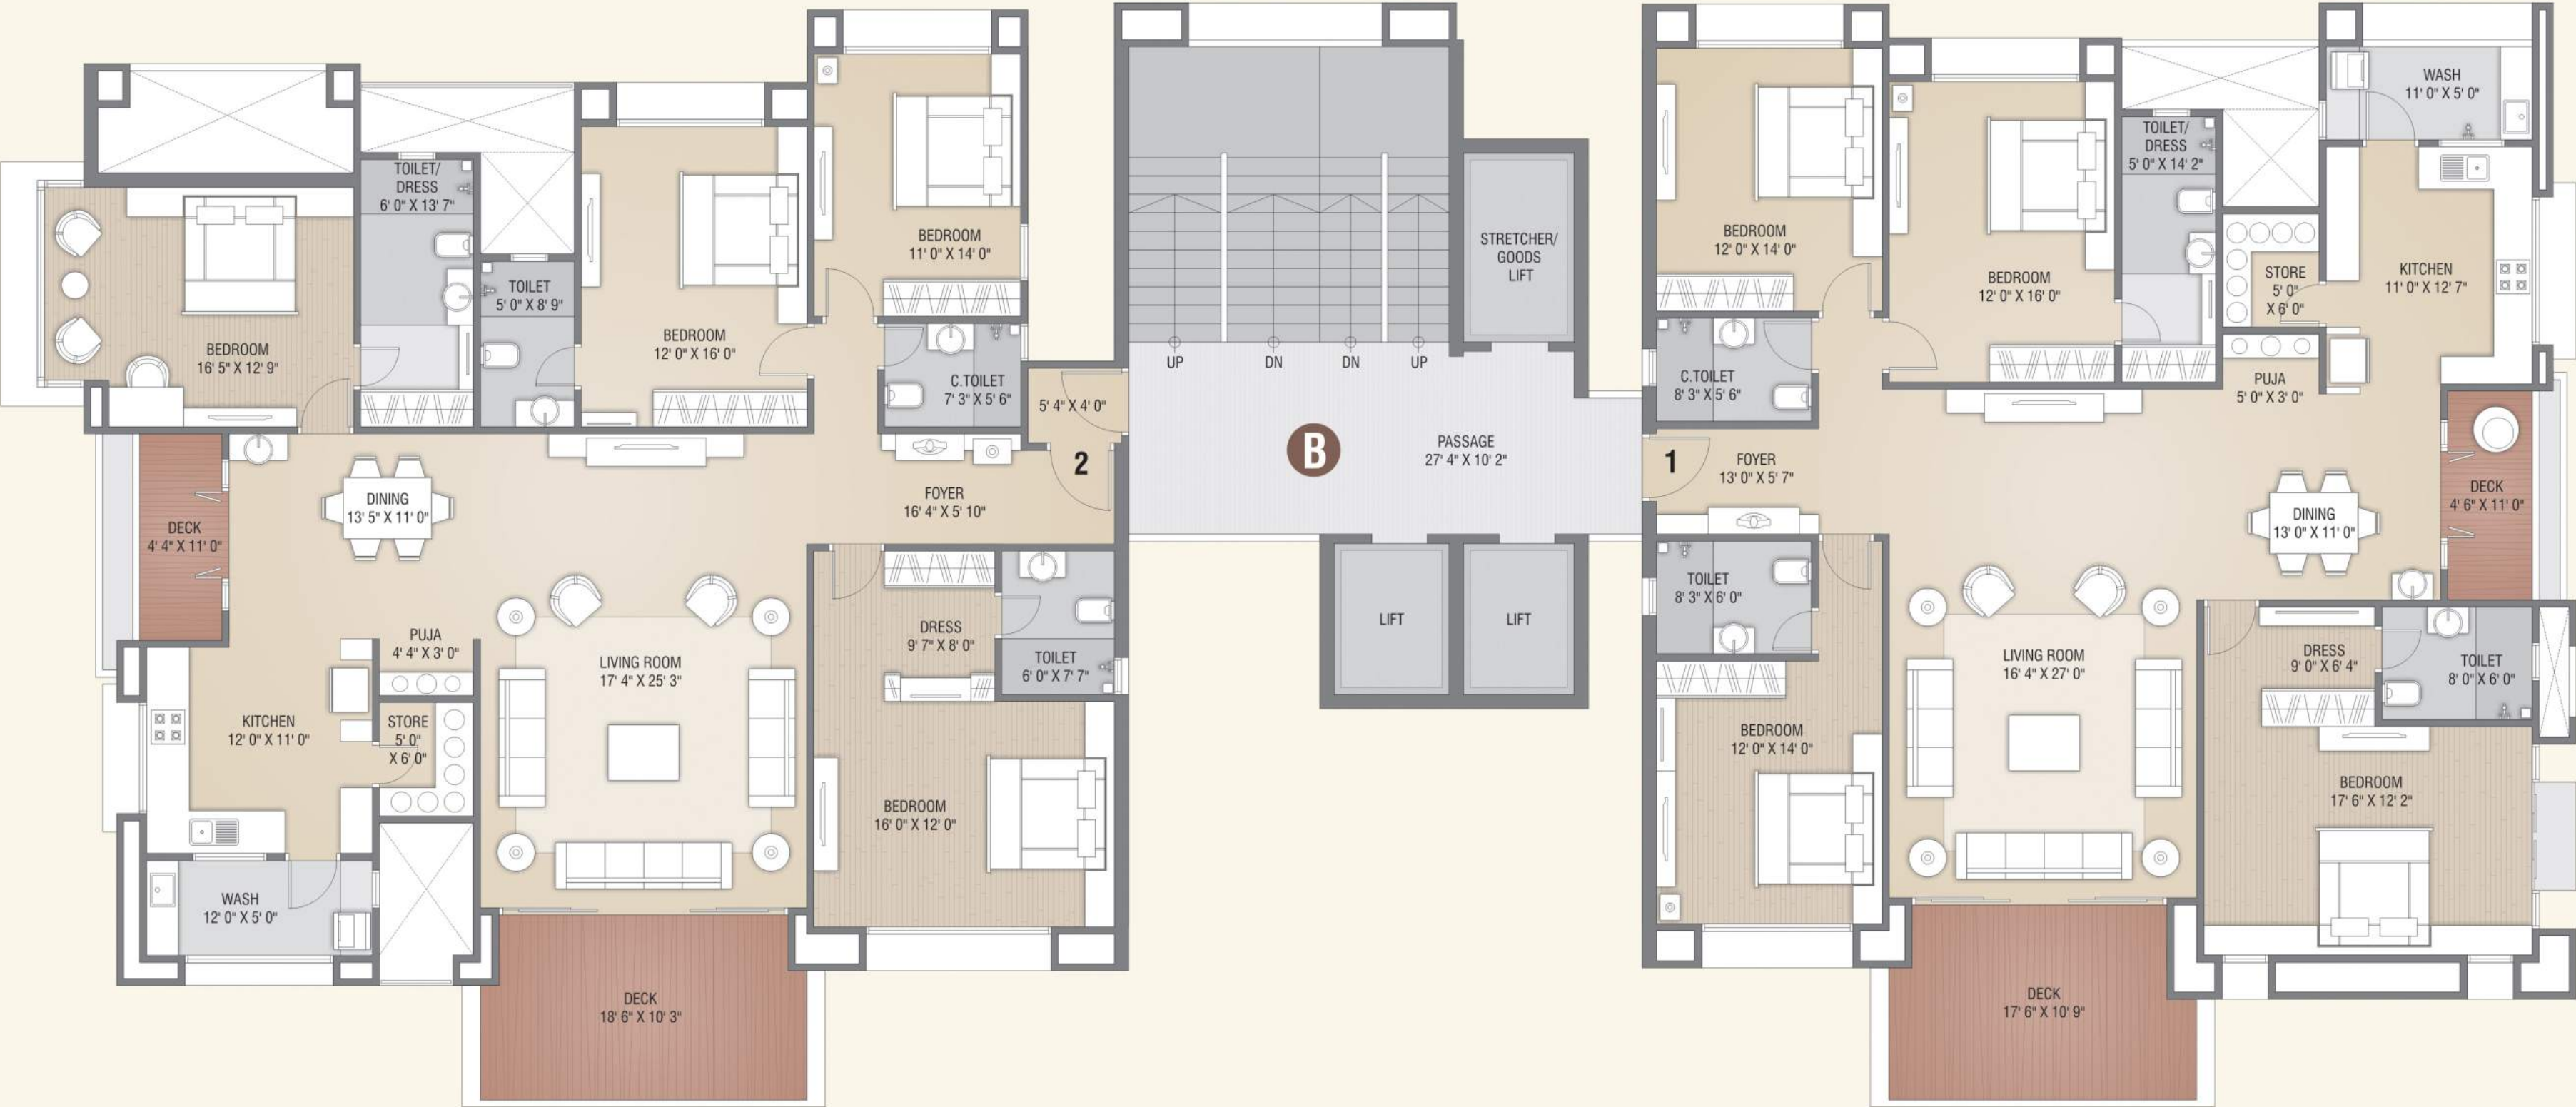 TOILET/
DRESS
6' 0" X 13' 7"
BEDROOM
16' 5" X 12' 9"
TOILET
5' 0" X 8' 9"
BEDROOM
12' 0" X 16' 0"
BEDROOM
11' 0" X 14' 0"
C.TOILET
7' 3" X 5' 6"
5' 4" X 4' 0"
2
FOYER
16' 4" X 5' 10"
DINING
13' 5" X 11' 0"
DECK
4' 4" X 11' 0"
PUJA
4' 4" X 3' 0"
KITCHEN
12' 0" X 11' 0"
STORE
5' 0"
X 6' 0"
WASH
12' 0" X 5' 0"
LIVING ROOM
17' 4" X 25' 3"
DRESS
9' 7" X 8' 0"
TOILET
6' 0" X 7' 7"
BEDROOM
16' 0" X 12' 0"
DECK
18' 6" X 10' 3"
UP
DN
DN
UP
STRETCHER/
GOODS
LIFT
B
PASSAGE
27' 4" X 10' 2"
LIFT
LIFT
BEDROOM
12' 0" X 14' 0"
BEDROOM
12' 0" X 16' 0"
TOILET/
DRESS
5' 0" X 14' 2"
WASH
11' 0" X 5' 0"
STORE
5' 0"
X 6' 0"
KITCHEN
11' 0" X 12' 7"
C.TOILET
8' 3" X 5' 6"
PUJA
5' 0" X 3' 0"
1
FOYER
13' 0" X 5' 7"
DINING
13' 0" X 11' 0"
DECK
4' 6" X 11' 0"
TOILET
8' 3" X 6' 0"
LIVING ROOM
16' 4" X 27' 0"
DRESS
9' 0" X 6' 4"
TOILET
8' 0" X 6' 0"
BEDROOM
12' 0" X 14' 0"
BEDROOM
17' 6" X 12' 2"
DECK
17' 6" X 10' 9"